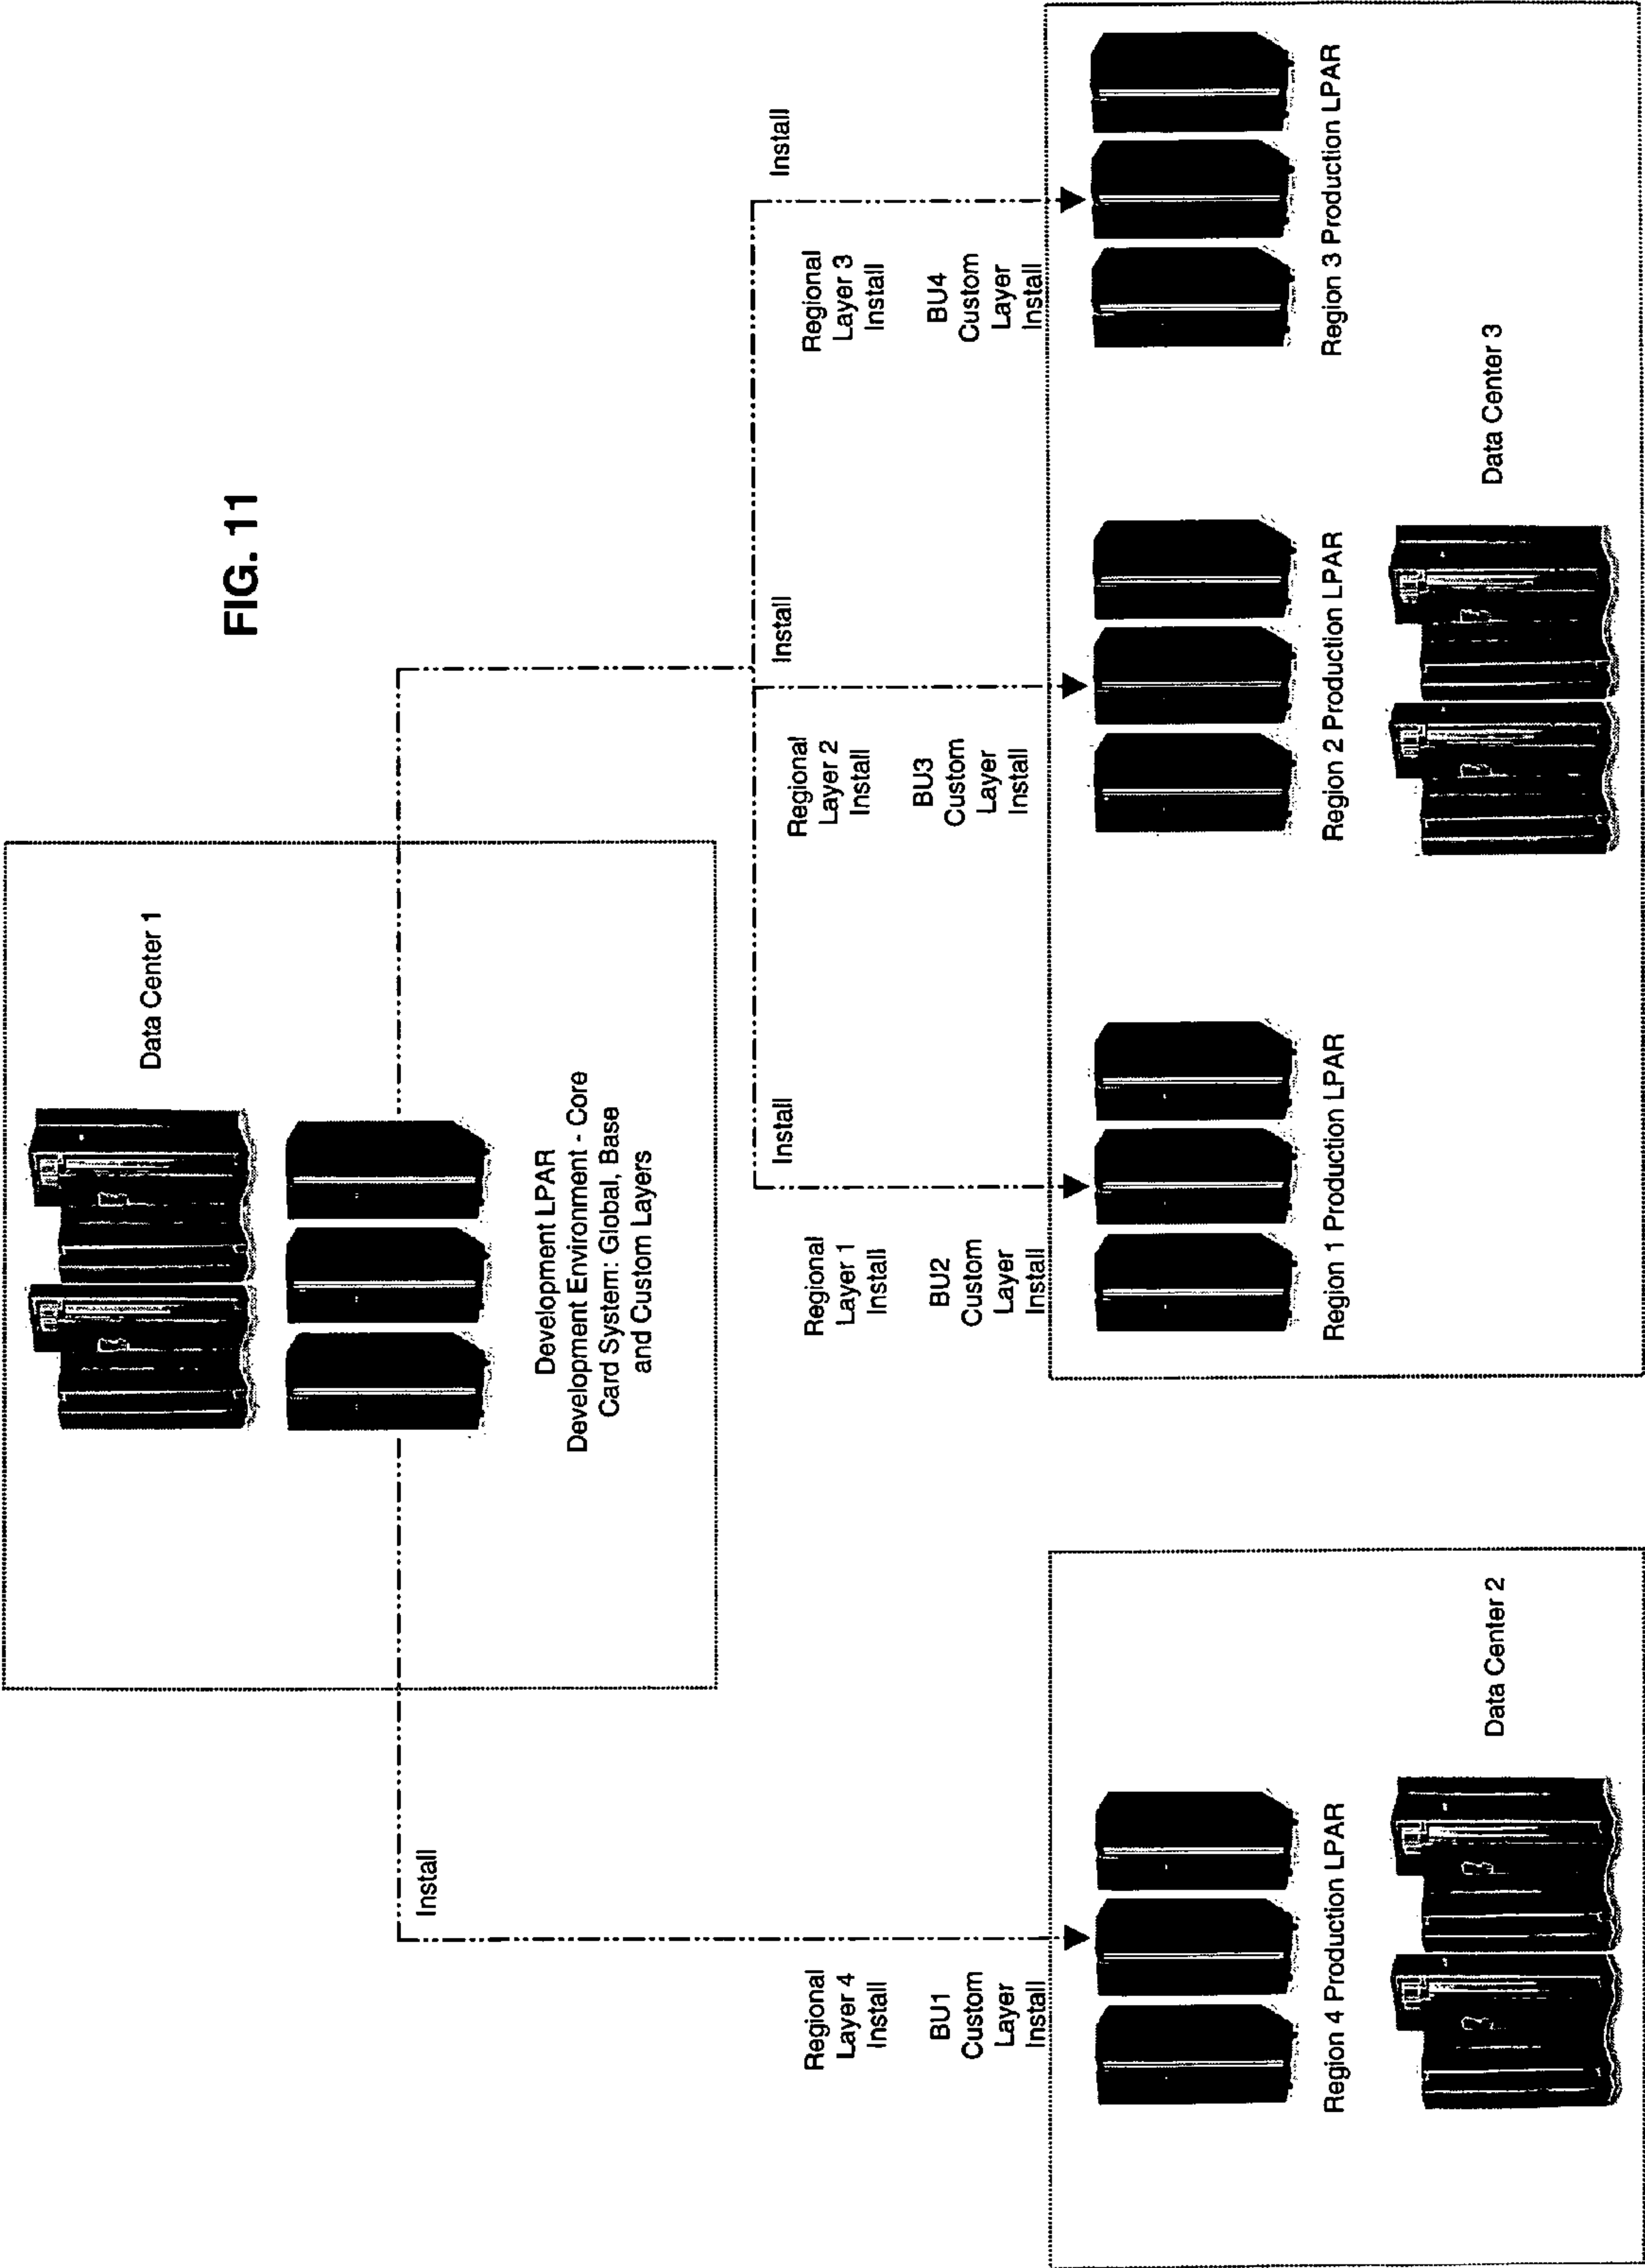 FIG. 11
Data Center 1
Development LPAR
Development Environment - Core
Card System: Global, Base
and Custom Layers
Install
Install
Install
Install
Regional
Layer 4
Install
BU1
Custom
Layer
Install
Regional
Layer 1
Install
BU2
Custom
Layer
Install
Regional
Layer 2
Install
BU3
Custom
Layer
Install
Regional
Layer 3
Install
BU4
Custom
Layer
Install
Region 4 Production LPAR
Data Center 2
Region 1 Production LPAR
Region 2 Production LPAR
Region 3 Production LPAR
Data Center 3